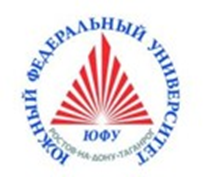 ЮЖНЫЙ ФЕДЕРАЛЬНЫЙ УНИВЕРСИТЕТ
ЮФУ
РОСТОВ-НА-ДОНУ-ТАГАНРОГ